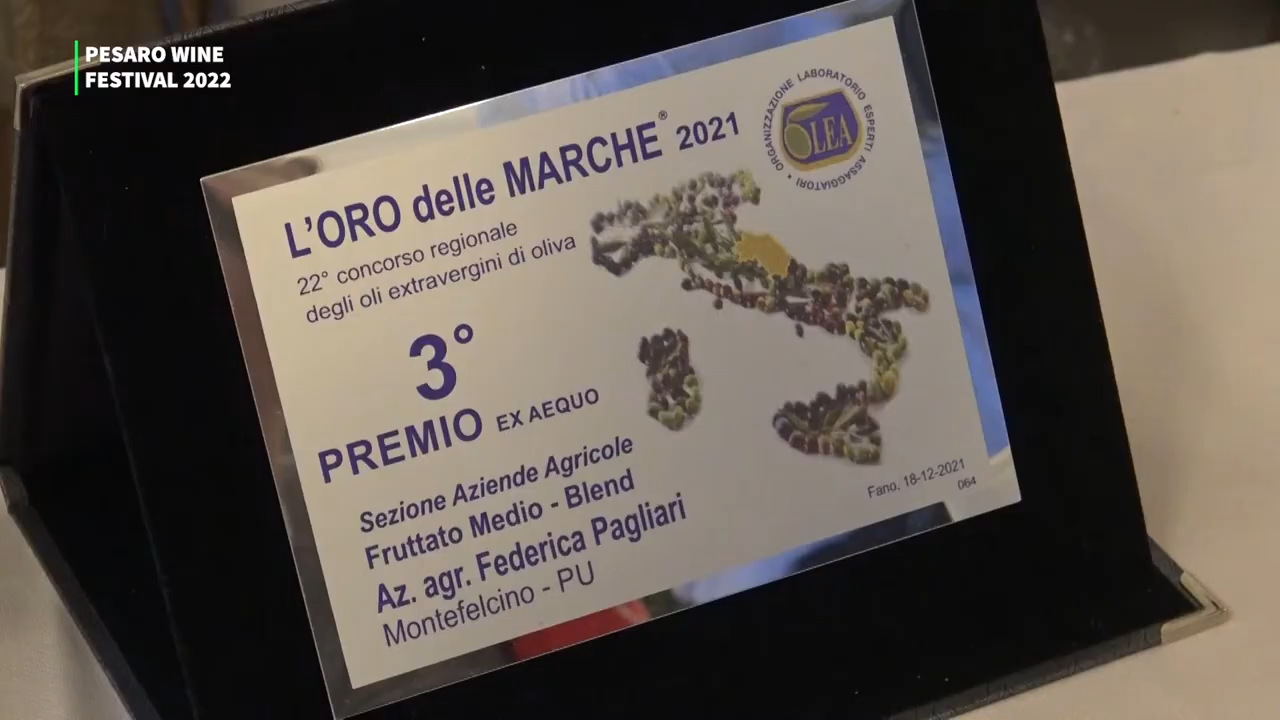 PESARO WINE
FESTIVAL 2022
L'ORO delle MARCHE® 2021
22° concorso regionale
degli oli extravergini di oliva
3°
PREMIO EX AEQUO
Sezione Aziende Agricole
Fruttato Medio - Blend
Az. agr. Federica Pagliari
Montefelcino - PU
ORGANIZZAZIONE LABORATORIO ESPERTI ASSAGGIATORI •
OLEA
Fano, 18-12-2021
064